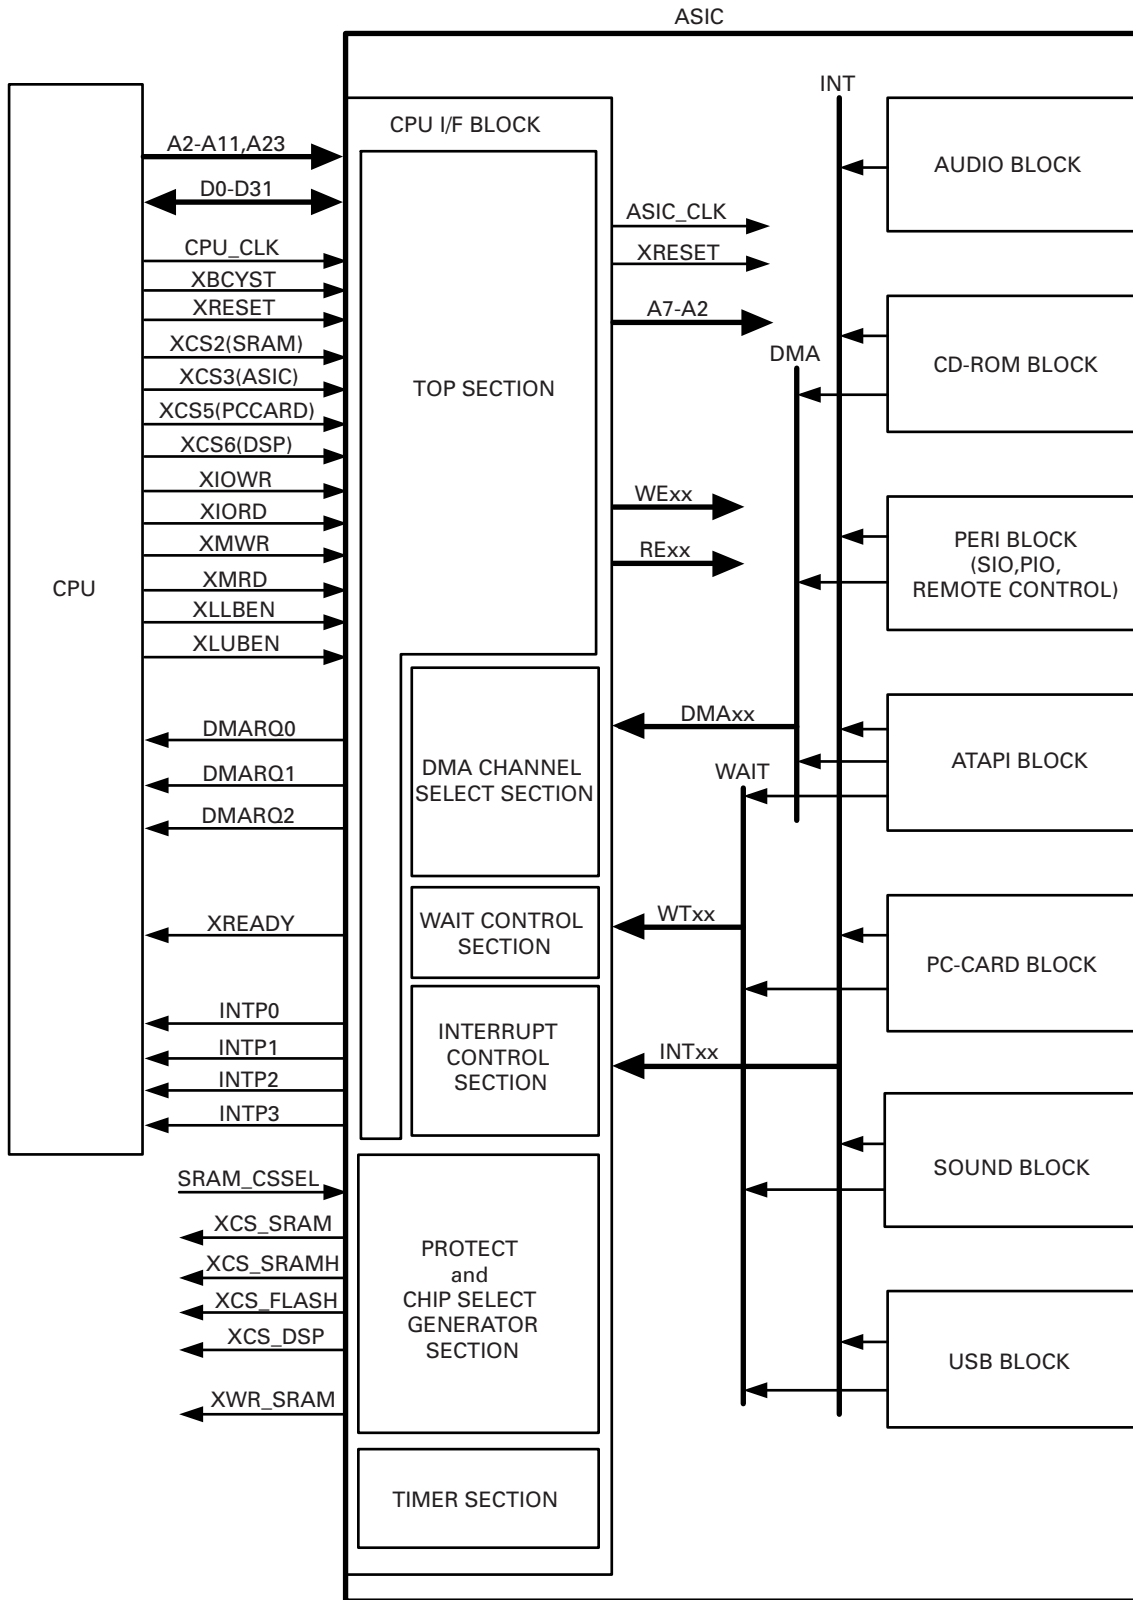 ASIC
CPU
A2-A11,A23
D0-D31
CPU_CLK
XBCYST
XRESET
XCS2(SRAM)
XCS3(ASIC)
XCS5(PCCARD)
XCS6(DSP)
XIOWR
XIORD
XMWR
XMRD
XLLBEN
XLUBEN
DMARQ0
DMARQ1
DMARQ2
XREADY
INTP0
INTP1
INTP2
INTP3
SRAM_CSSEL
XCS_SRAM
XCS_SRAMH
XCS_FLASH
XCS_DSP
XWR_SRAM
CPU I/F BLOCK
TOP SECTION
DMA CHANNEL
SELECT SECTION
WAIT CONTROL
SECTION
INTERRUPT
CONTROL
SECTION
PROTECT
and
CHIP SELECT
GENERATOR
SECTION
TIMER SECTION
ASIC_CLK
XRESET
A7-A2
WExx
RExx
DMAxx
WTxx
INTxx
WAIT
DMA
INT
AUDIO BLOCK
CD-ROM BLOCK
PERI BLOCK
(SIO,PIO,
REMOTE CONTROL)
ATAPI BLOCK
PC-CARD BLOCK
SOUND BLOCK
USB BLOCK